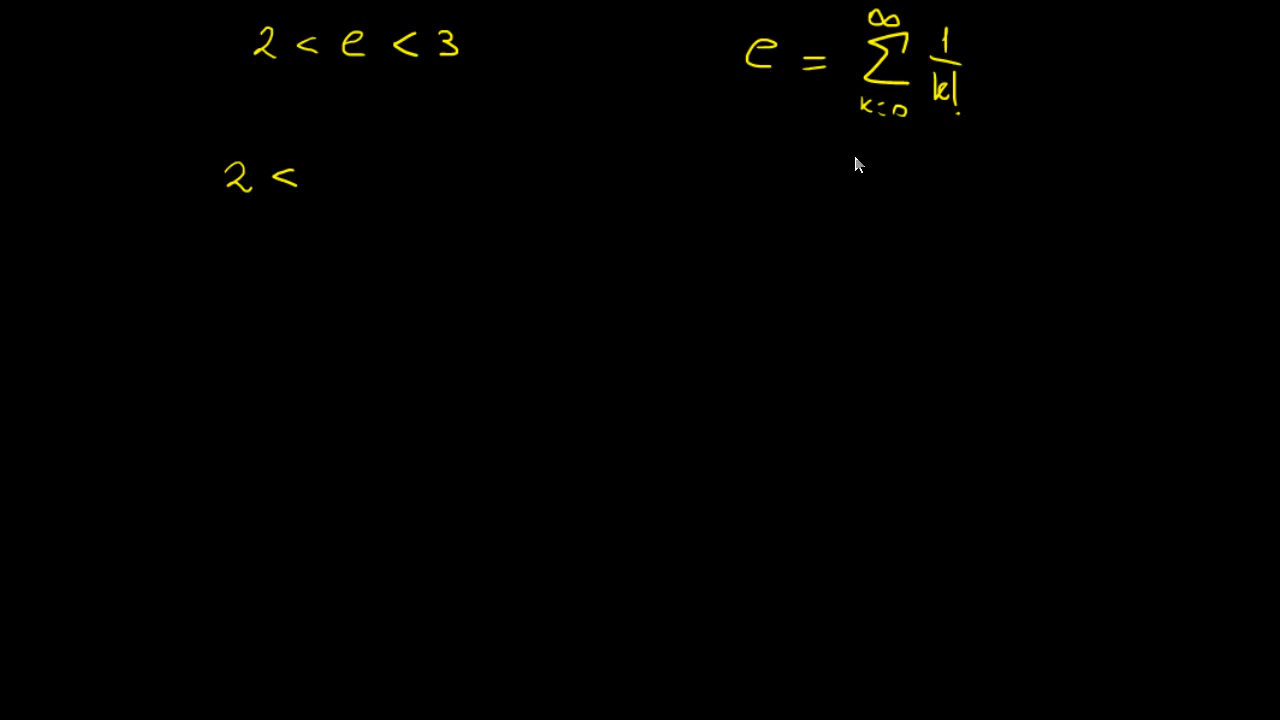 2 < e < 3
e = ∞ ∑ k=0 1/k!
2 <